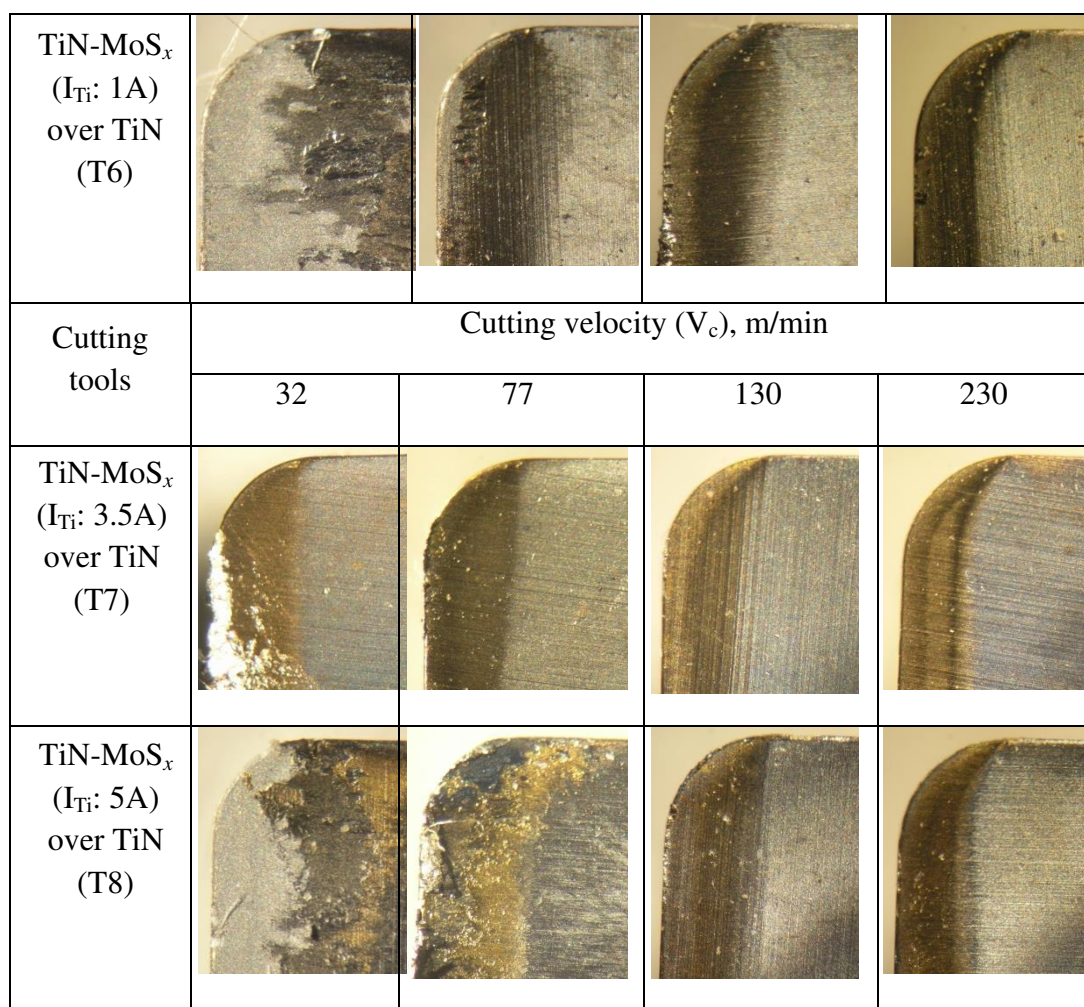 TiN-MoSx
(ITi: 1A)
over TiN
(T6)
Cutting
tools
Cutting velocity (Vc), m/min
32 77 130 230
TiN-MoSx
(ITi: 3.5A)
over TiN
(T7)
TiN-MoSx
(ITi: 5A)
over TiN
(T8)